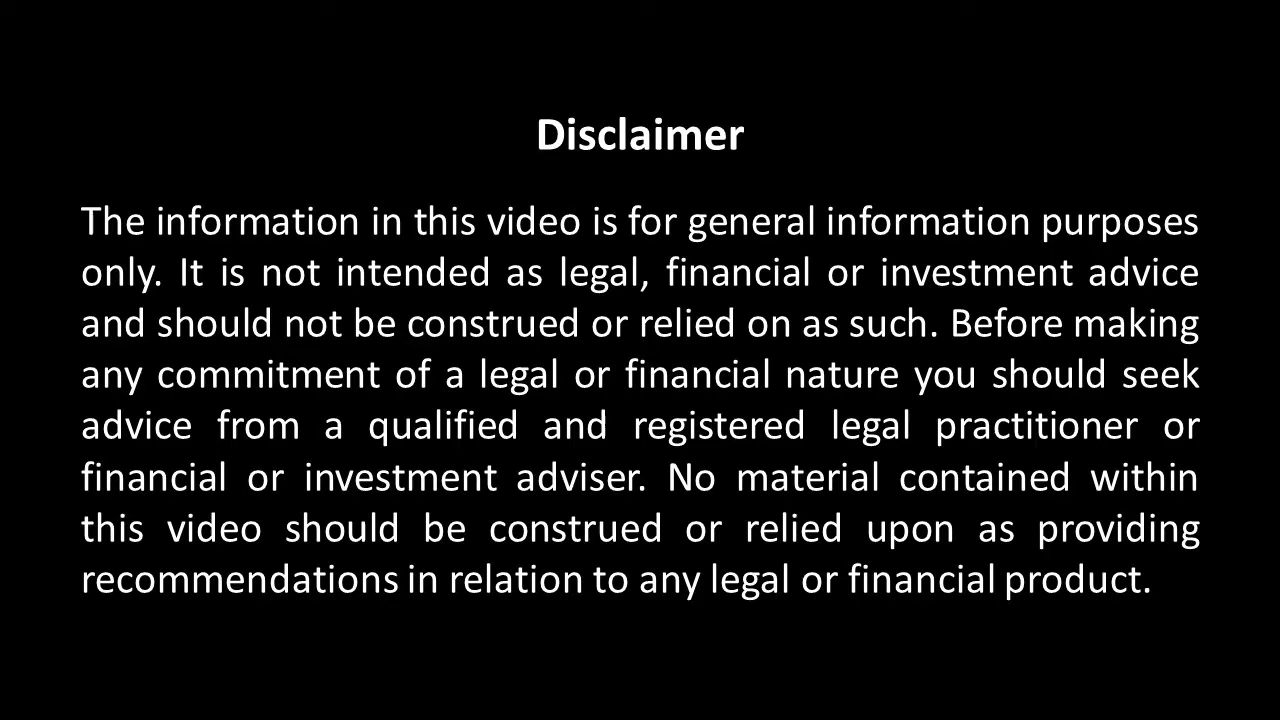 Disclaimer
The information in this video is for general information purposes
only. It is not intended as legal, financial or investment advice
and should not be construed or relied on as such. Before making
any commitment of a legal or financial nature you should seek
advice from a qualified and registered legal practitioner or
financial or investment adviser. No material contained within
this video should be construed or relied upon as providing
recommendations in relation to any legal or financial product.